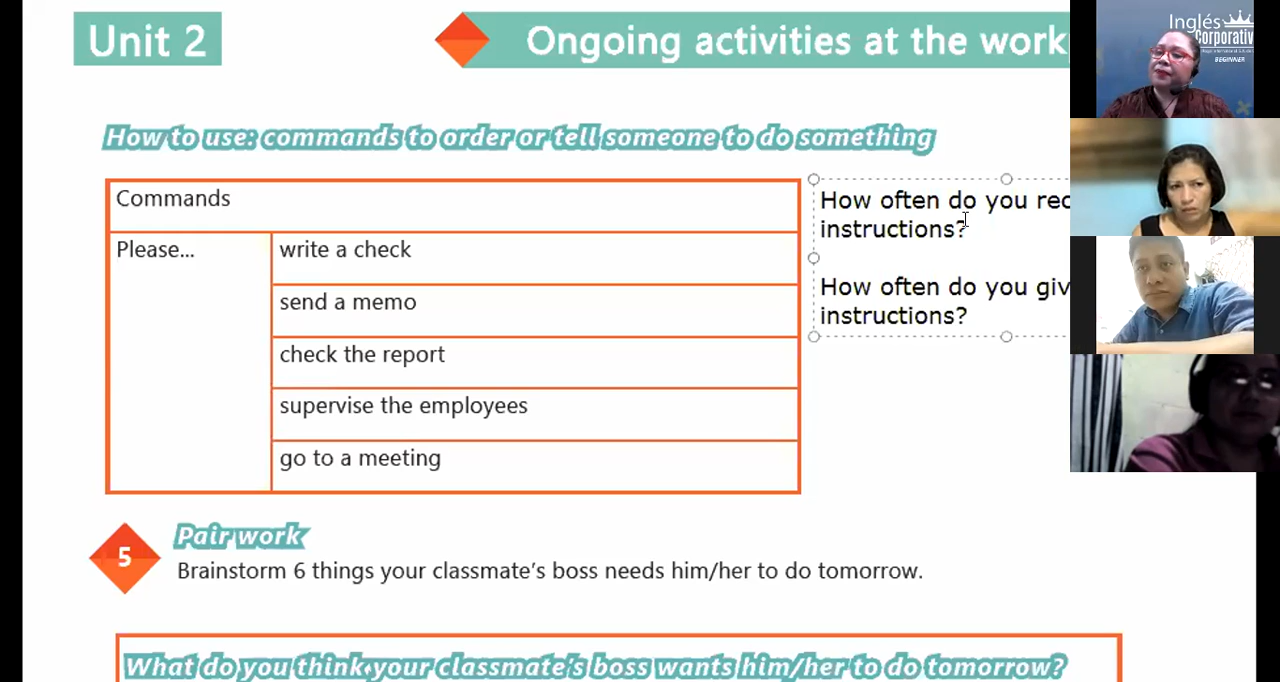 Unit 2
Ongoing activities at the work
How to use: commands to order or tell someone to do something
Commands
Please...
write a check
send a memo
check the report
supervise the employees
go to a meeting
How often do you rec
instructions?
How often do you giv
instructions?
5
Pair work
Brainstorm 6 things your classmate's boss needs him/her to do tomorrow.
What do you think your classmate's boss wants him/her to do tomorrow?
Inglés
Corporativ
BEGINNER